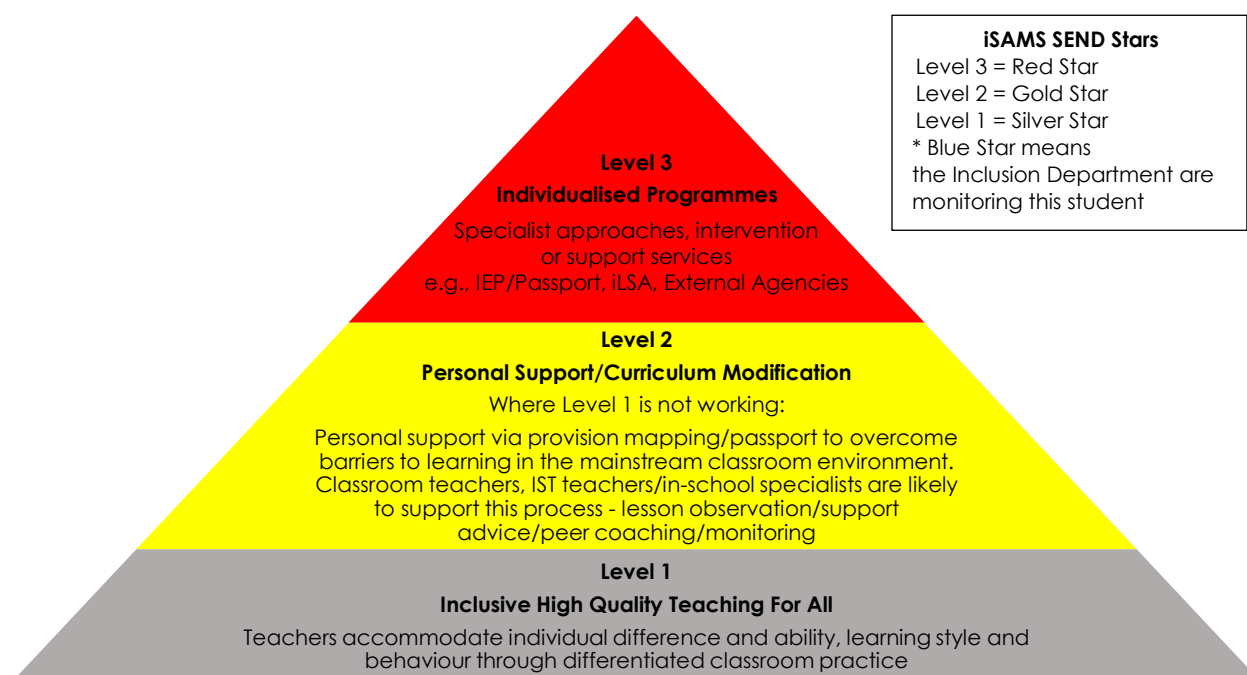 iSAMS SEND Stars
Level 3 = Red Star
Level 2 = Gold Star
Level 1 = Silver Star
* Blue Star means
the Inclusion Department are
monitoring this student
Level 3
Individualised Programmes
Specialist approaches, intervention
or support services
e.g., IEP/Passport, iLSA, External Agencies
Level 2
Personal Support/Curriculum Modification
Where Level 1 is not working:
Personal support via provision mapping/passport to overcome
barriers to learning in the mainstream classroom environment.
Classroom teachers, IST teachers/in-school specialists are likely
to support this process - lesson observation/support
advice/peer coaching/monitoring
Level 1
Inclusive High Quality Teaching For All
Teachers accommodate individual difference and ability, learning style and
behaviour through differentiated classroom practice